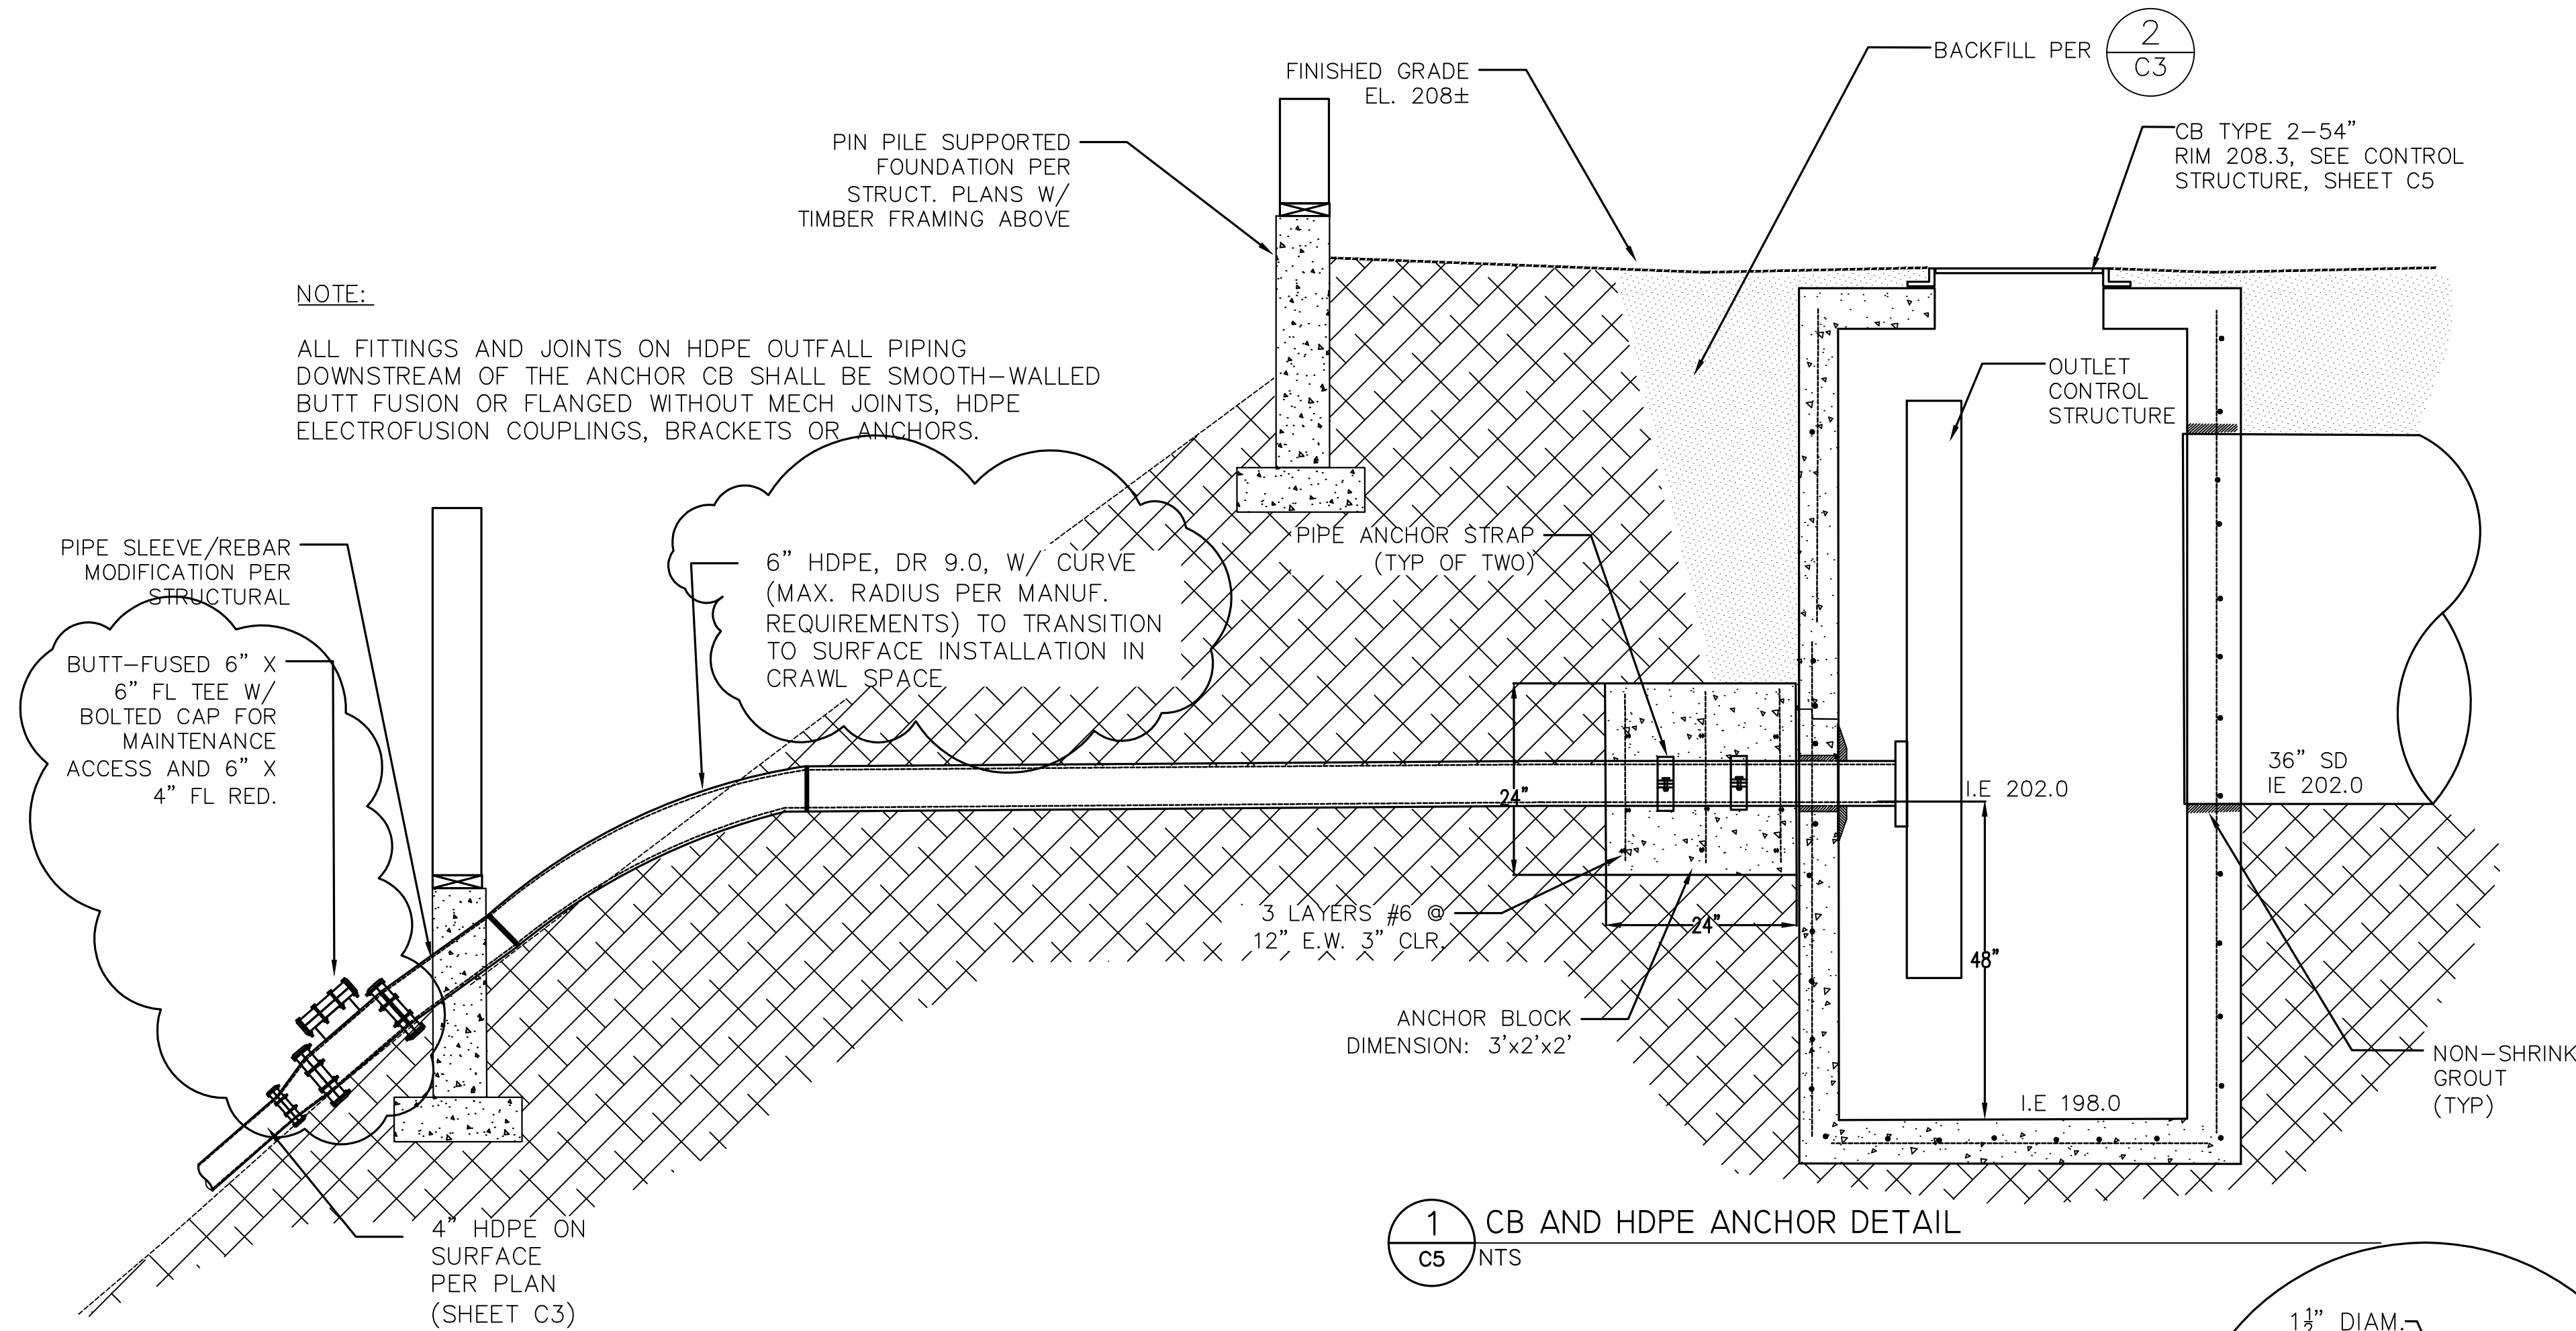 BACKFILL PER
2
C3
FINISHED GRADE
EL. 208±
CB TYPE 2-54"
RIM 208.3, SEE CONTROL
STRUCTURE, SHEET C5
PIN PILE SUPPORTED
FOUNDATION PER
STRUCT. PLANS W/
TIMBER FRAMING ABOVE
NOTE:
ALL FITTINGS AND JOINTS ON HDPE OUTFALL PIPING
DOWNSTREAM OF THE ANCHOR CB SHALL BE SMOOTH-WALLED
BUTT FUSION OR FLANGED WITHOUT MECH JOINTS, HDPE
ELECTROFUSION COUPLINGS, BRACKETS OR ANCHORS.
OUTLET
CONTROL
STRUCTURE
PIPE SLEEVE/REBAR
MODIFICATION PER
STRUCTURAL
6" HDPE, DR 9.0, W/ CURVE
(MAX. RADIUS PER MANUF.
REQUIREMENTS) TO TRANSITION
TO SURFACE INSTALLATION IN
CRAWL SPACE
PIPE ANCHOR STRAP
(TYP OF TWO)
BUTT-FUSED 6" X
6" FL TEE W/
BOLTED CAP FOR
MAINTENANCE
ACCESS AND 6" X
4" FL RED.
24"
I.E 202.0
36" SD
IE 202.0
3 LAYERS #6 @
12" E.W. 3" CLR.
24"
48"
ANCHOR BLOCK
DIMENSION: 3'x2'x2'
I.E 198.0
NON-SHRINK
GROUT
(TYP)
4" HDPE ON
SURFACE
PER PLAN
(SHEET C3)
1
C5
CB AND HDPE ANCHOR DETAIL
NTS
1½" DIAM.